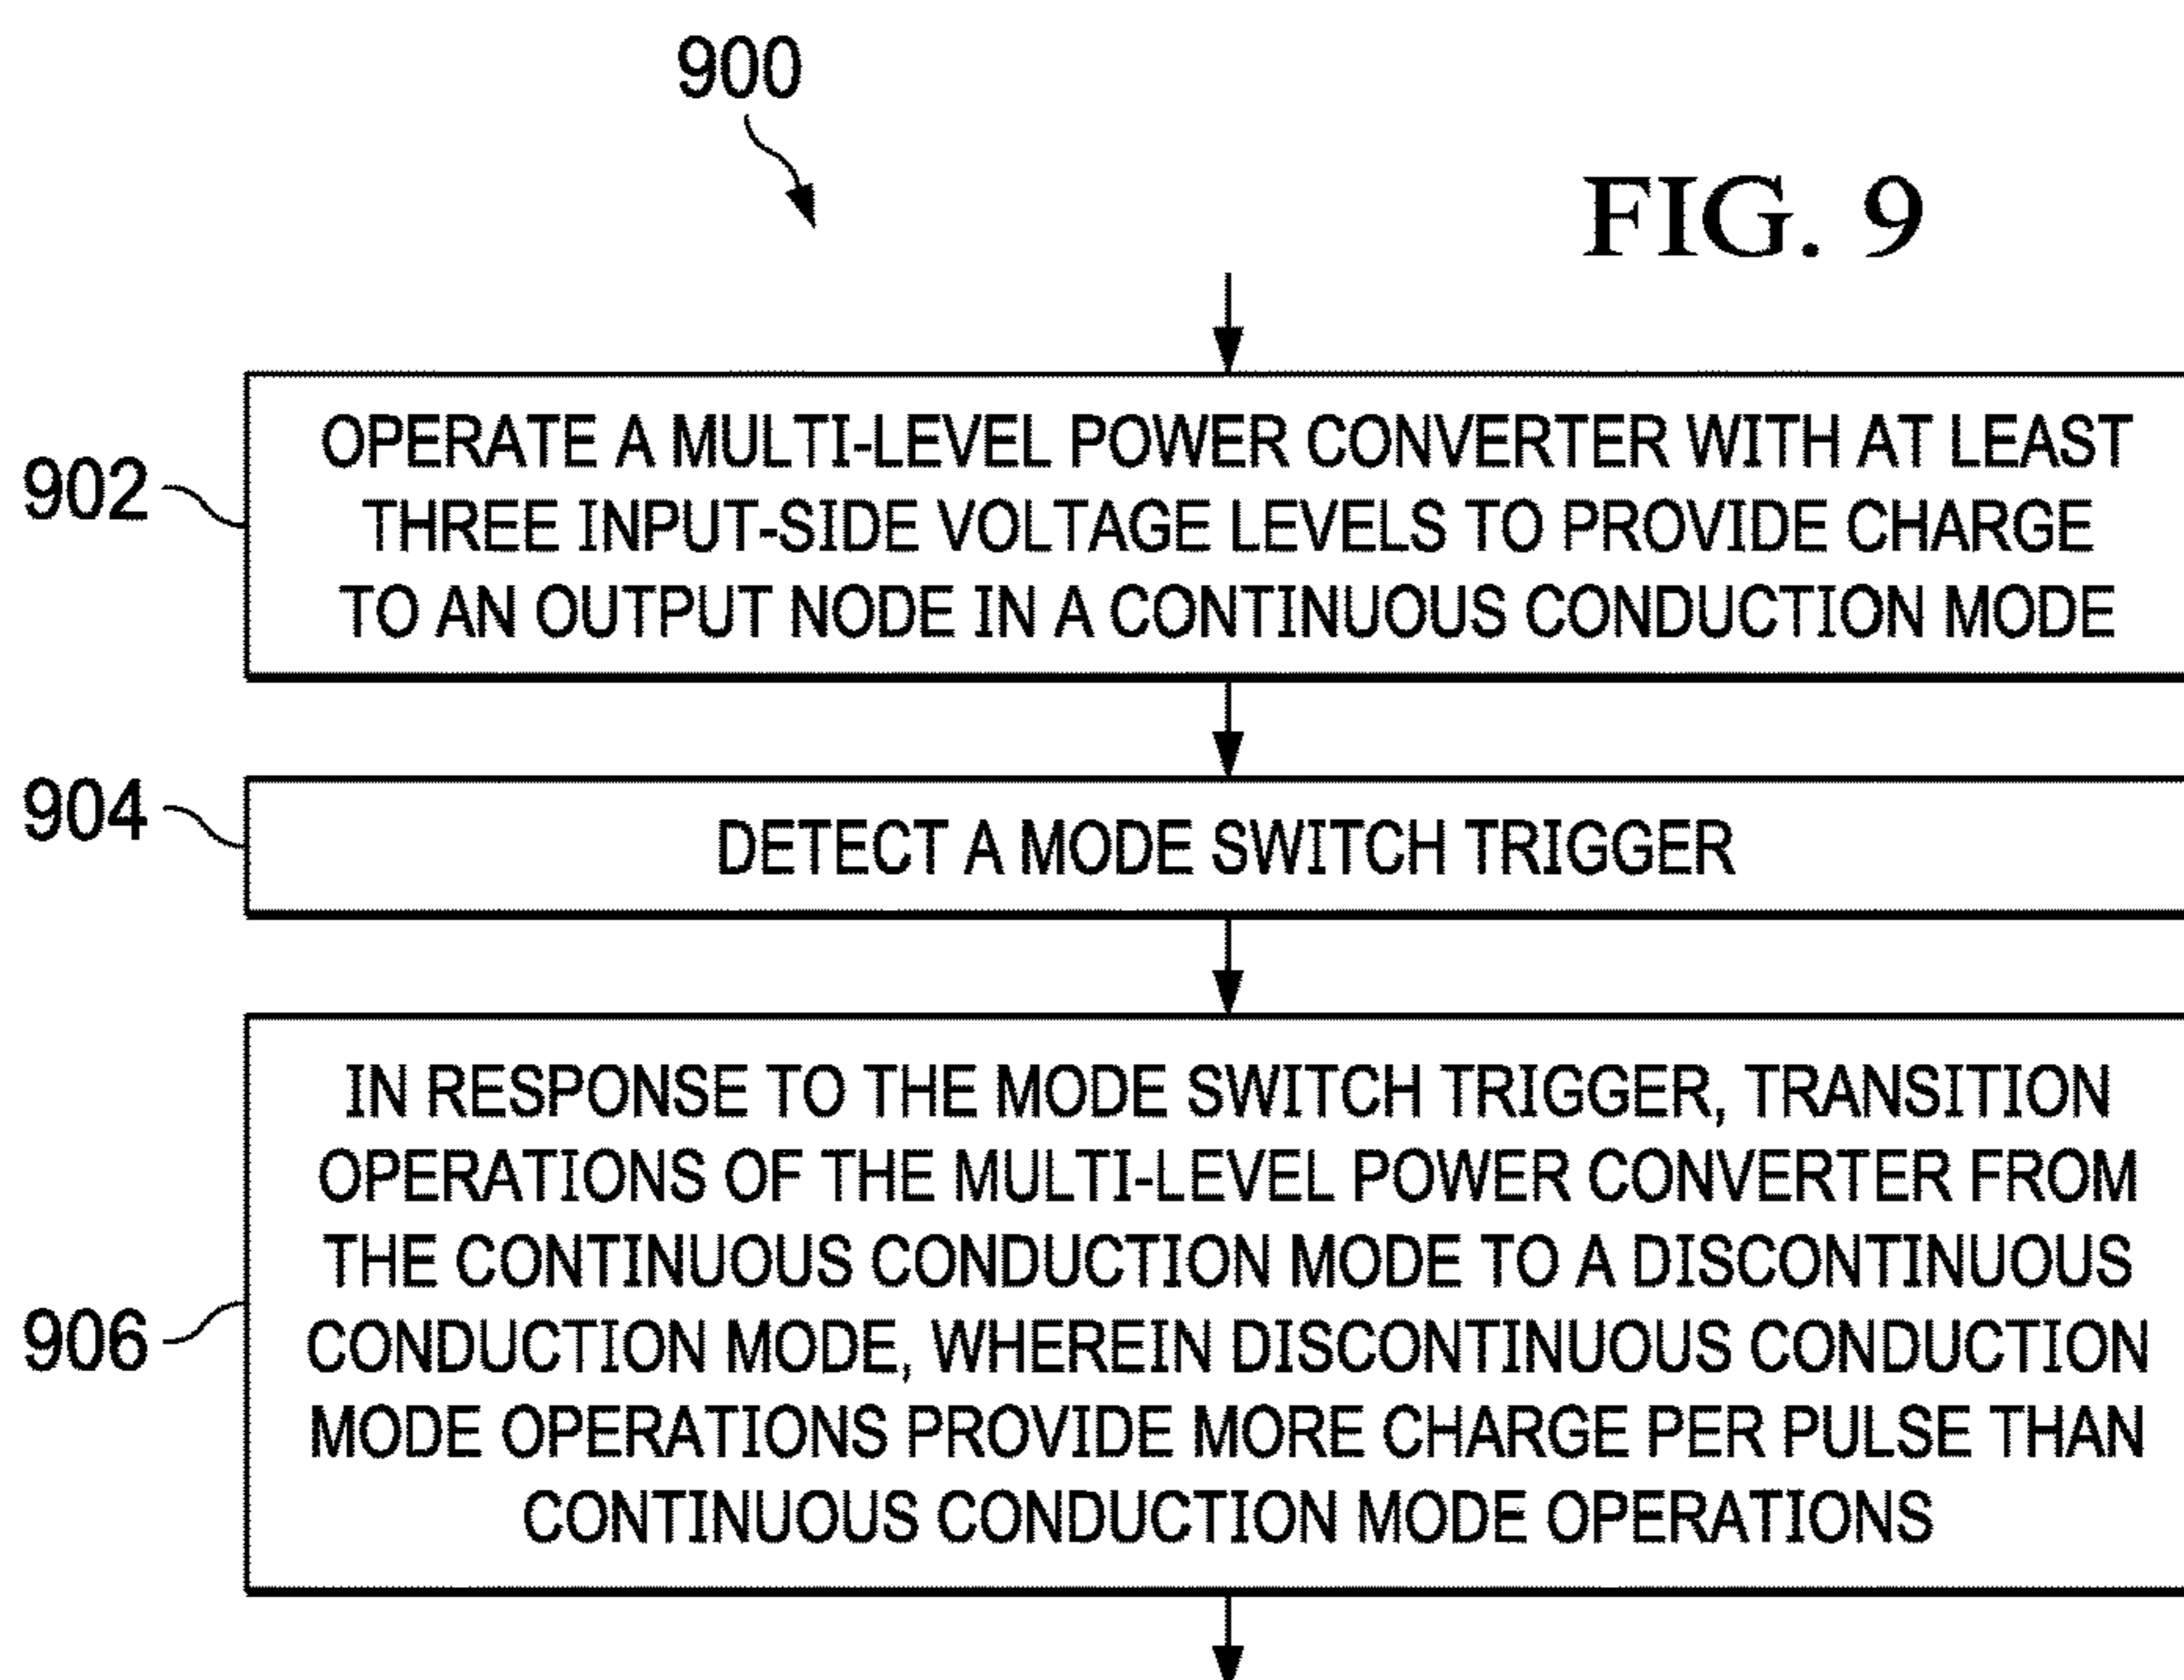 900
FIG. 9
902
OPERATE A MULTI-LEVEL POWER CONVERTER WITH AT LEAST
THREE INPUT-SIDE VOLTAGE LEVELS TO PROVIDE CHARGE
TO AN OUTPUT NODE IN A CONTINUOUS CONDUCTION MODE
904
DETECT A MODE SWITCH TRIGGER
906
IN RESPONSE TO THE MODE SWITCH TRIGGER, TRANSITION
OPERATIONS OF THE MULTI-LEVEL POWER CONVERTER FROM
THE CONTINUOUS CONDUCTION MODE TO A DISCONTINUOUS
CONDUCTION MODE, WHEREIN DISCONTINUOUS CONDUCTION
MODE OPERATIONS PROVIDE MORE CHARGE PER PULSE THAN
CONTINUOUS CONDUCTION MODE OPERATIONS